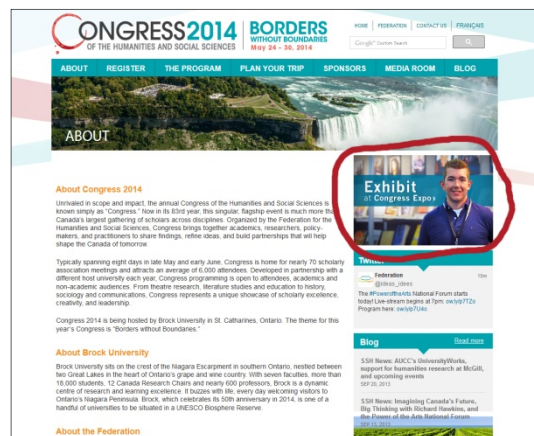 HOME FEDERATION CONTACT US FRANÇAIS
CONGRESS2014 BORDERS
WITHOUT BOUNDARIES
OF THE HUMANITIES AND SOCIAL SCIENCES May 24 - 30, 2014
Google™ Custom Search
ABOUT REGISTER THE PROGRAM PLAN YOUR TRIP SPONSORS MEDIA ROOM BLOG
ABOUT
About Congress 2014
Unrivaled in scope and impact, the annual Congress of the Humanities and Social Sciences is
known simply as “Congress.” Now in its 83rd year, this singular, flagship event is much more than
Canada's largest gathering of scholars across disciplines. Organized by the Federation for the
Humanities and Social Sciences, Congress brings together academics, researchers, policy-
makers, and practitioners to share findings, refine ideas, and build partnerships that will help
shape the Canada of tomorrow.
Typically spanning eight days in late May and early June, Congress is home for nearly 70 scholarly
association meetings and attracts an average of 6,000 attendees. Developed in partnership with a
different host university each year, Congress programming is open to attendees, academics and
non-academic audiences. From theatre research, literature studies and education to history,
sociology and communications, Congress represents a unique showcase of scholarly excellence,
creativity, and leadership.
Congress 2014 is being hosted by Brock University in St. Catharines, Ontario. The theme for this
year's Congress is “Borders without Boundaries.”
About Brock University
Brock University sits on the crest of the Niagara Escarpment in southern Ontario, nestled between
two Great Lakes in the heart of Ontario's grape and wine country. With seven faculties, more than
18,000 students, 12 Canada Research Chairs and nearly 600 professors, Brock is a dynamic
centre of research and learning excellence. It buzzes with life, every day welcoming visitors to
Ontario's Niagara Peninsula. Brock, which celebrates its 50th anniversary in 2014, is one of a
handful of universities to be situated in a UNESCO Biosphere Reserve.
About the Federation
Exhibit
at Congress Expo›
Twitter
Federation
@ideas_idees
The #PoweroftheArts National Forum starts
today! Live-stream begins at 7pm:
Program here:
Blog Read more
SSH News: AUCC's UniversityWorks,
support for humanities research at McGill,
and upcoming events
SEP 20, 2013
SSH News: Imagining Canada's Future,
Big Thinking with Richard Hawkins, and
the Power of the Arts National Forum
SEP 13, 2013